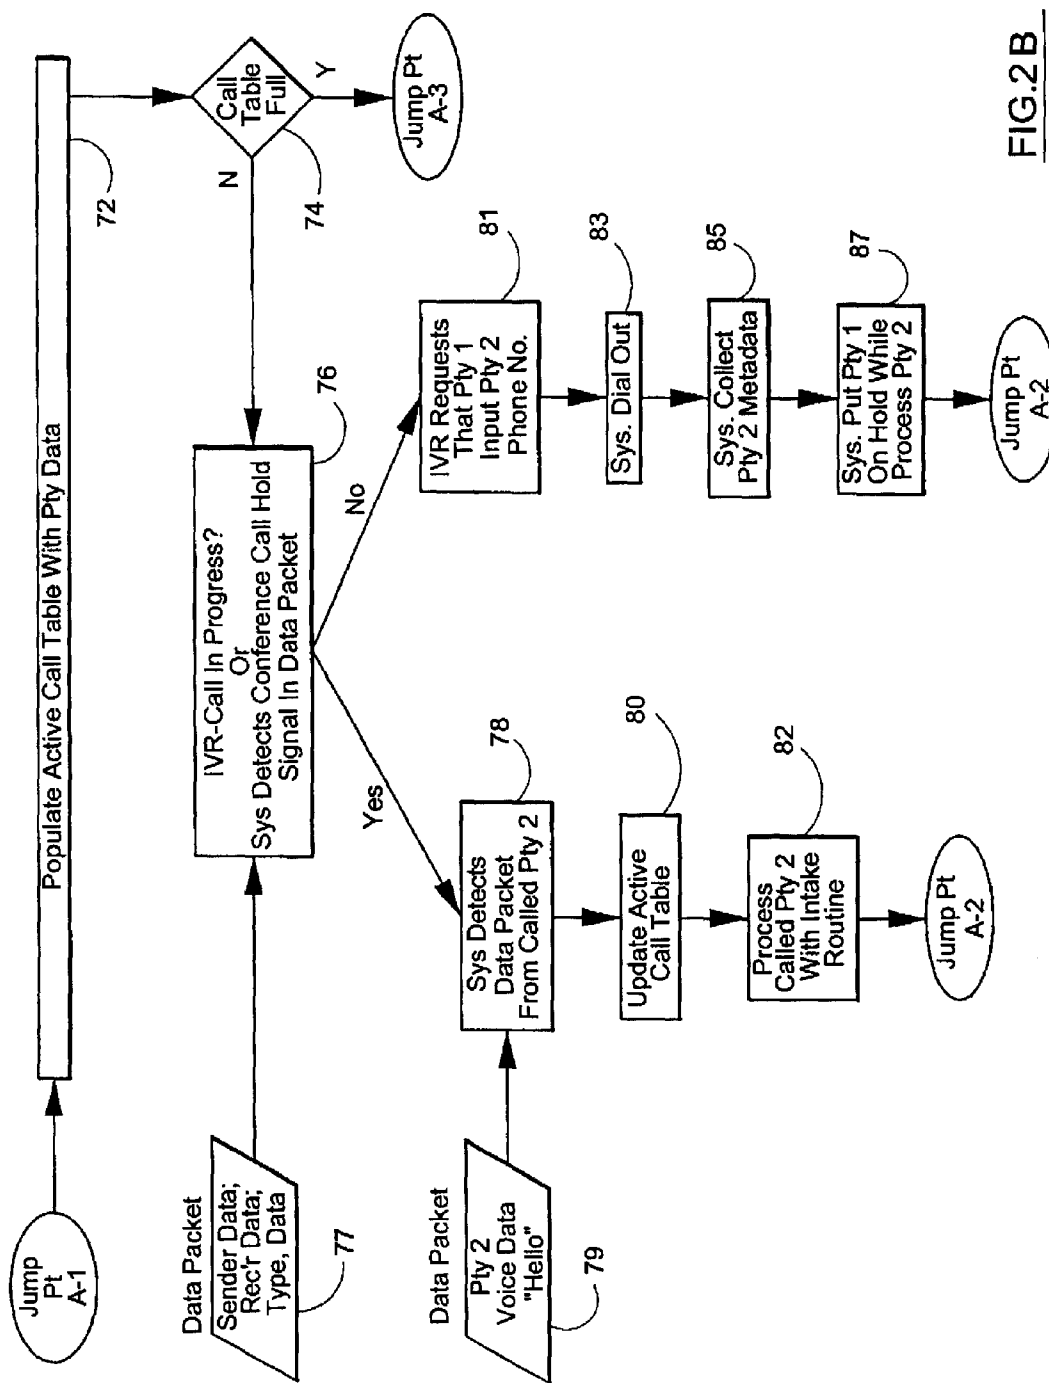 Jump
Pt
A-1
Populate Active Call Table With Pty Data
72
Call
Table
Full
N
Y
74
Jump Pt
A-3
Data Packet
Sender Data;
Rec'r Data;
Type, Data
77
IVR-Call In Progress?
Or
Sys Detects Conference Call Hold
Signal In Data Packet
76
Yes
No
Data Packet
Pty 2
Voice Data
"Hello"
79
Sys Detects
Data Packet
From Called Pty 2
78
Update Active
Call Table
80
Process
Called Pty 2
With Intake
Routine
82
Jump Pt
A-2
IVR Requests
That Pty 1
Input Pty 2
Phone No.
81
Sys. Dial Out
83
Sys. Collect
Pty 2 Metadata
85
Sys. Put Pty 1
On Hold While
Process Pty 2
87
Jump Pt
A-2
FIG.2B